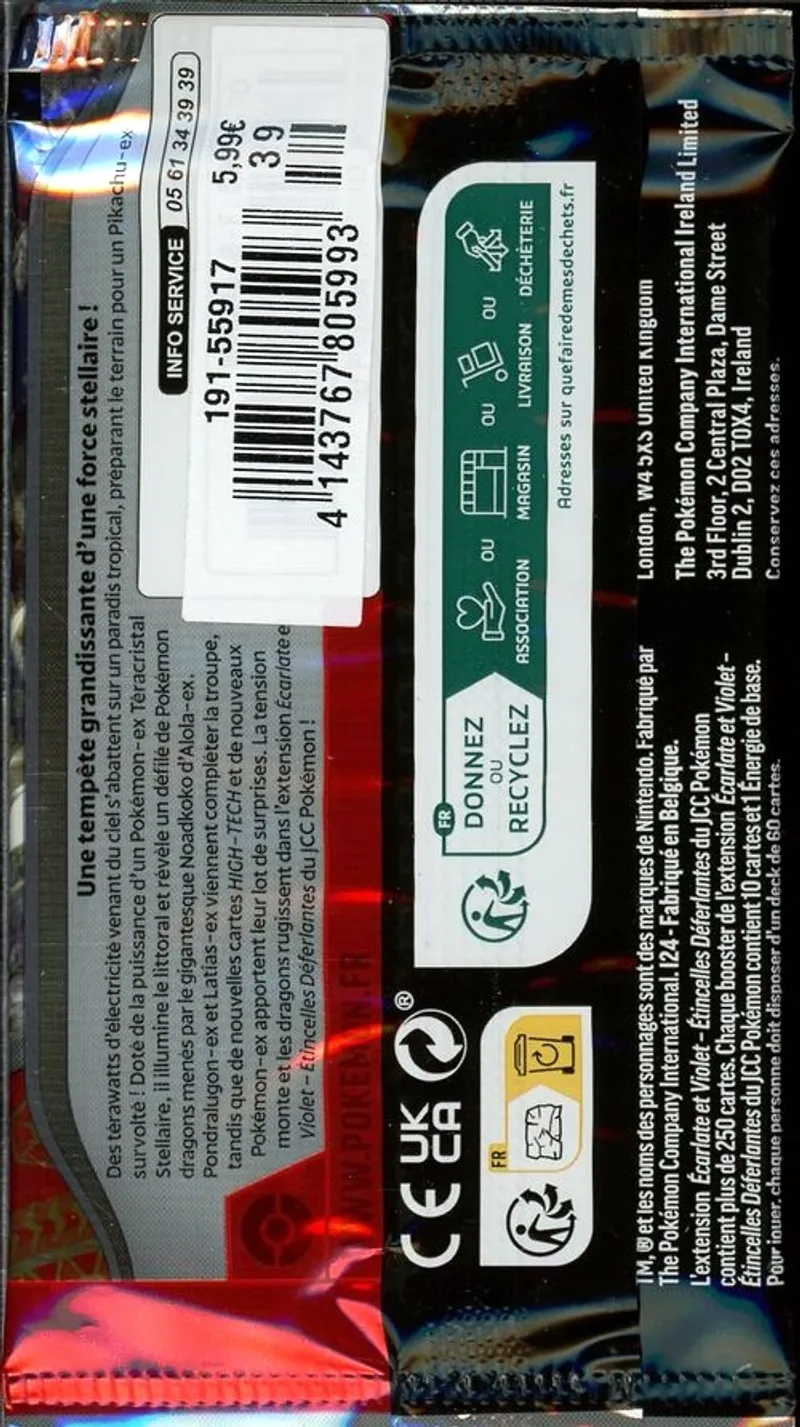 Une tempête grandissante d'une force stellaire !
Des terawatts d'électricité venant du ciel s'abattent sur un paradis tropical, préparant le terrain pour un Pikachu-ex
survolté ! Doté de la puissance d'un Pokémon-ex Téracristal
Stellaire, il illumine le littoral et révèle un défilé de Pokémon
dragons menés par le gigantesque Noadkoko d'Alola-ex.
Pondralugon-ex et Latias-ex viennent compléter la troupe,
tandis que de nouvelles cartes HIGH-TECH et de nouveaux
Pokémon-ex apportent leur lot de surprises. La tension
monte et les dragons rugissent dans l'extension Écarlate e
Violet – Étincelles Déferlantes du JCC Pokémon !
WWW.POKEMON.FR
INFO SERVICE 05 61 34 39 39
191-55917 5,99€
39
4 143767 805993
CE UK CA ®
FR
FR
DONNEZ
OU
RECYCLEZ
ASSOCIATION OU MAGASIN OU LIVRAISON OU DÉCHÈTERIE
Adresses sur quefairedemesdechets.fr
TM, ® et les noms des personnages sont des marques de Nintendo. Fabriqué par
The Pokémon Company International. I24 - Fabriqué en Belgique.
L'extension Écarlate et Violet – Étincelles Déferlantes du JCC Pokémon
contient plus de 250 cartes. Chaque booster de l'extension Écarlate et Violet –
Étincelles Déferlantes du JCC Pokémon contient 10 cartes et 1 Énergie de base.
Pour jouer, chaque personne doit disposer d'un deck de 60 cartes.
London, W4 5XS United Kingdom
The Pokémon Company International Ireland Limited
3rd Floor, 2 Central Plaza, Dame Street
Dublin 2, D02 T0X4, Ireland
Conservez ces adresses.